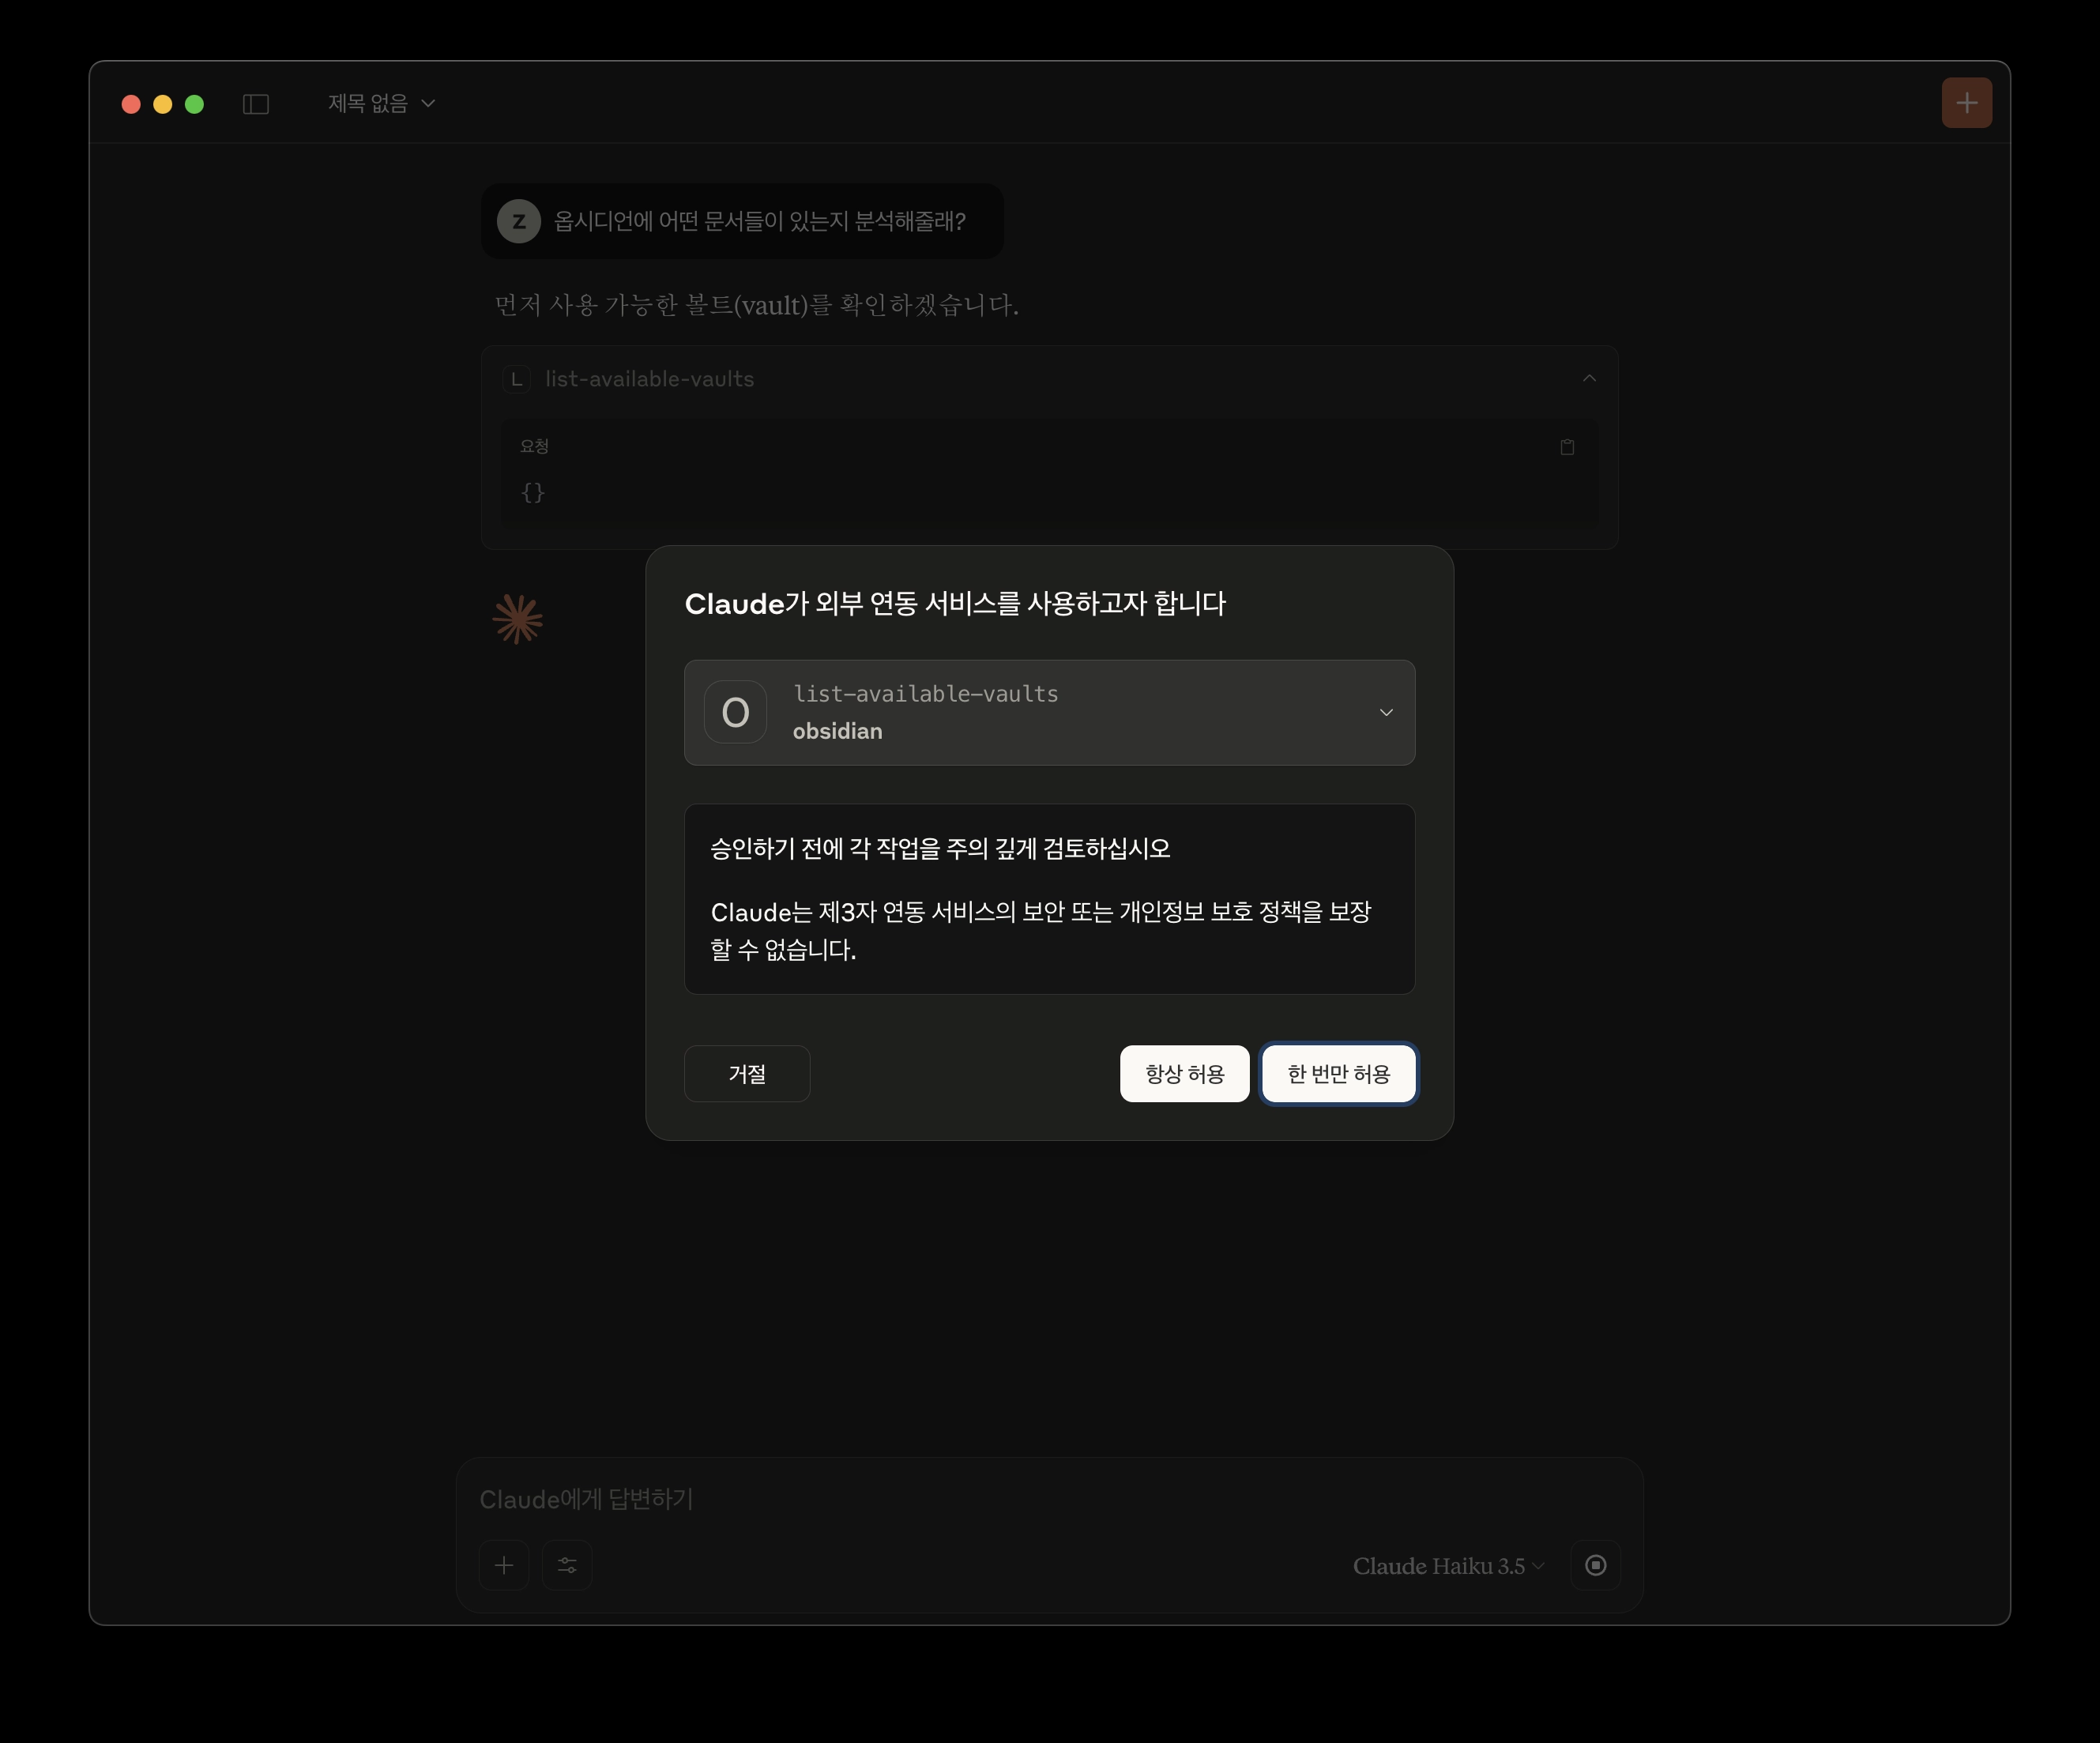 제목 없음
Z
옵시디언에 어떤 문서들이 있는지 분석해줄래?
먼저 사용 가능한 볼트(vault)를 확인하겠습니다.
L list-available-vaults
요청
{}
Claude가 외부 연동 서비스를 사용하고자 합니다
O
list-available-vaults
obsidian
승인하기 전에 각 작업을 주의 깊게 검토하십시오
Claude는 제3자 연동 서비스의 보안 또는 개인정보 보호 정책을 보장
할 수 없습니다.
거절
항상 허용
한 번만 허용
Claude에게 답변하기
Claude Haiku 3.5